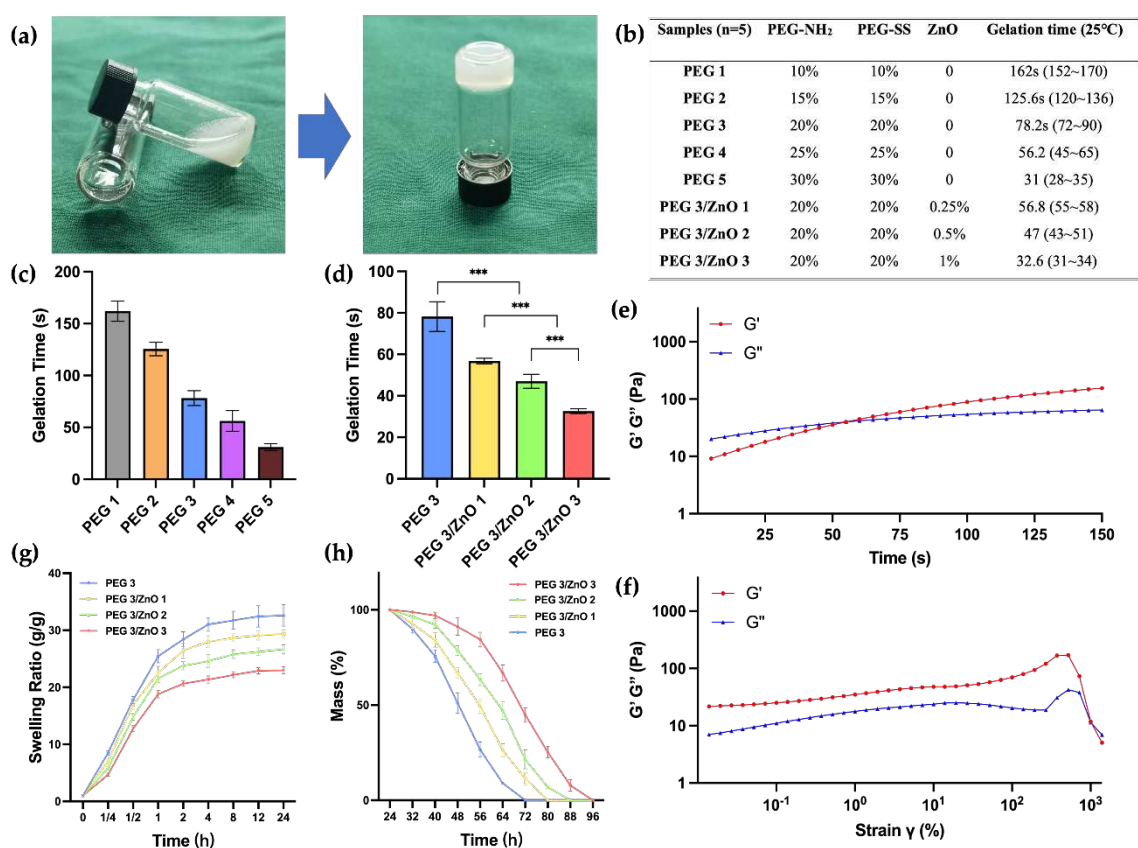 (a)
(b)
Samples (n=5) PEG-NH₂ PEG-SS ZnO Gelation time (25℃)
PEG 1 10% 10% 0 162s (152~170)
PEG 2 15% 15% 0 125.6s (120~136)
PEG 3 20% 20% 0 78.2s (72~90)
PEG 4 25% 25% 0 56.2 (45~65)
PEG 5 30% 30% 0 31 (28~35)
PEG 3/ZnO 1 20% 20% 0.25% 56.8 (55~58)
PEG 3/ZnO 2 20% 20% 0.5% 47 (43~51)
PEG 3/ZnO 3 20% 20% 1% 32.6 (31~34)
(c)
Gelation Time (s)
200
150
100
50
0
PEG 1
PEG 2
PEG 3
PEG 4
PEG 5
(d)
Gelation Time (s)
100
80
60
40
20
0
***
***
***
PEG 3
PEG 3/ZnO 1
PEG 3/ZnO 2
PEG 3/ZnO 3
(e)
G'
G"
G' G" (Pa)
1000
100
10
1
25 50 75 100 125 150
Time (s)
(g)
PEG 3
PEG 3/ZnO 1
PEG 3/ZnO 2
PEG 3/ZnO 3
Swelling Ratio (g/g)
40
30
20
10
0
0 1/4 1/2 1 2 4 8 12 24
Time (h)
(h)
PEG 3/ZnO 3
PEG 3/ZnO 2
PEG 3/ZnO 1
PEG 3
Mass (%)
100
50
0
24 32 40 48 56 64 72 80 88 96
Time (h)
(f)
G'
G"
G' G" (Pa)
1000
100
10
1
10⁻¹ 10⁰ 10¹ 10² 10³
Strain γ (%)